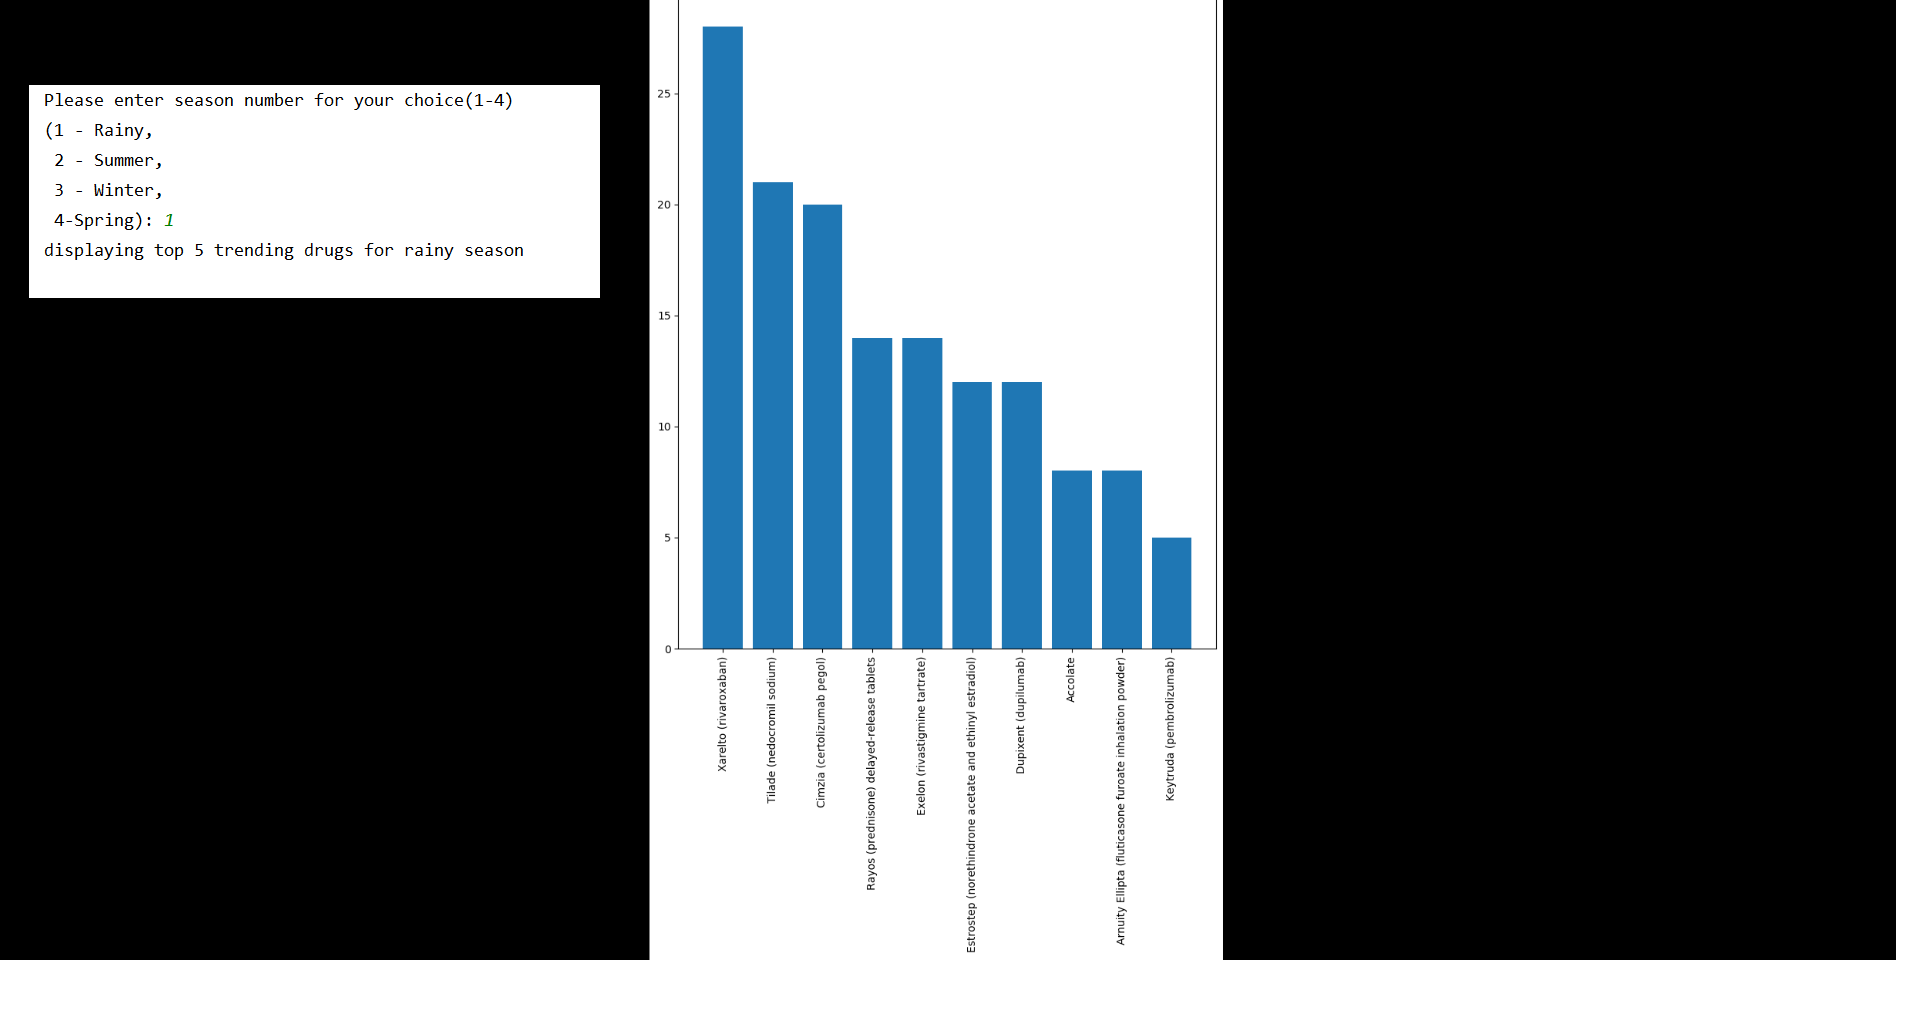 Please enter season number for your choice(1-4)
(1 - Rainy,
2 - Summer,
3 - Winter,
4-Spring): 1
displaying top 5 trending drugs for rainy season
25
20
15
10
5
0
Xarelto (rivaroxaban)
Tilade (nedocromil sodium)
Cimzia (certolizumab pegol)
Rayos (prednisone) delayed-release tablets
Exelon (rivastigmine tartrate)
Estrostep (norethindrone acetate and ethinyl estradiol)
Dupixent (dupilumab)
Accolate
Arnuity Ellipta (fluticasone furoate inhalation powder)
Keytruda (pembrolizumab)